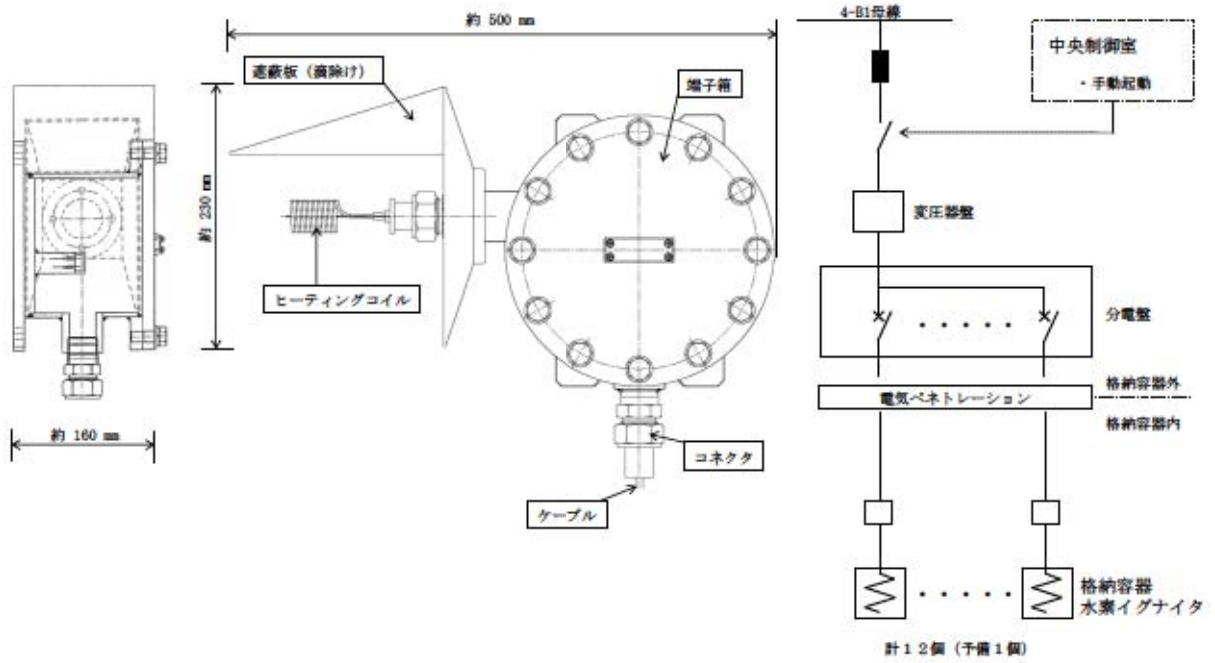 約 500 mm
遮蔽板（滴除け）
端子箱
約 230 mm
ヒーティングコイル
約 160 mm
コネクタ
ケーブル
4-B1母線
中央制御室
・手動起動
変圧器盤
分電盤
格納容器外
電気ペネトレーション
格納容器内
格納容器
水素イグナイタ
計１２個（予備１個）